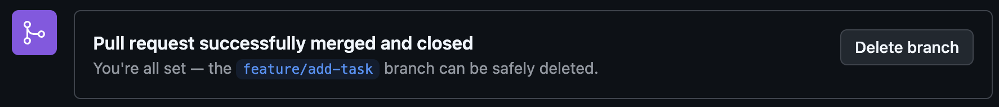 Pull request successfully merged and closed
You're all set — the feature/add-task branch can be safely deleted.
Delete branch